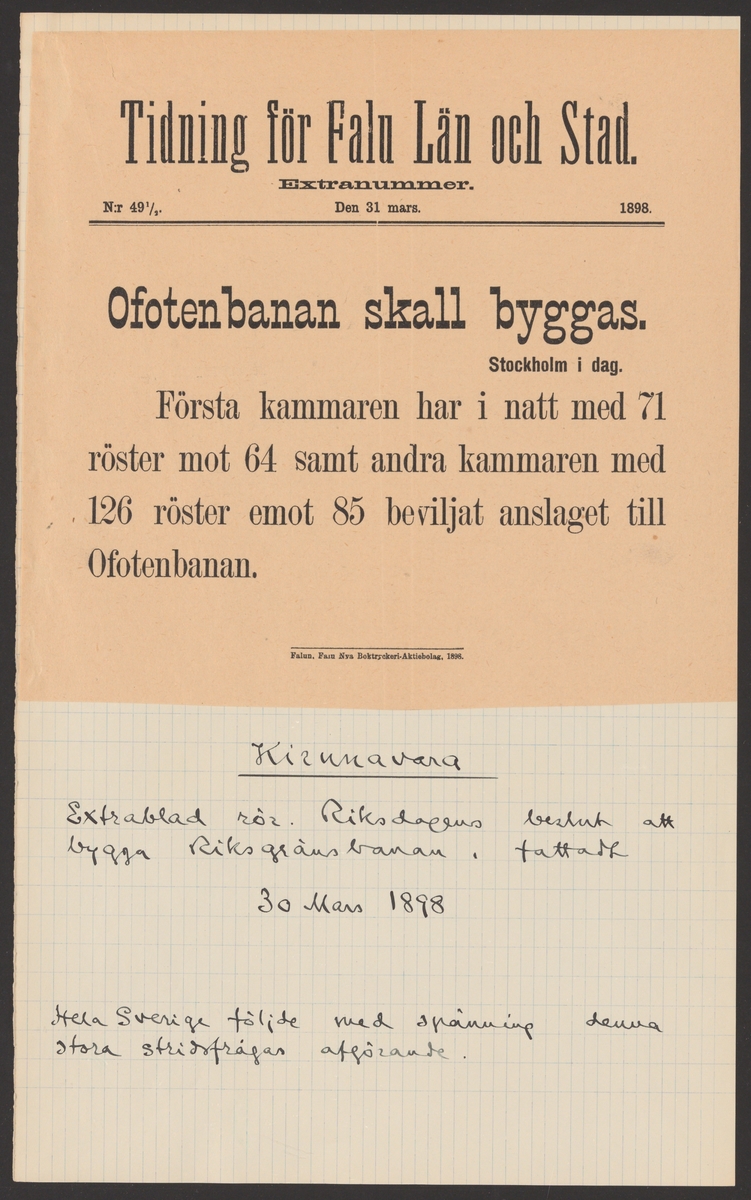 Tidning för Falu Län och Stad.
Extranummer.
N:r 49 1/2. Den 31 mars. 1898.
Ofotenbanan skall byggas.
Stockholm i dag.
Första kammaren har i natt med 71
röster mot 64 samt andra kammaren med
126 röster emot 85 beviljat anslaget till
Ofotenbanan.
Falun, Falu Nya Boktryckeri-Aktiebolag, 1898.
Kirunavara
Extrablad rör. Riksdagens beslut att
bygga Riksgränsbanan, fattadt
30 Mars 1898
Hela Sverige följde med spänning denna
stora stridsfrågas afgörande.